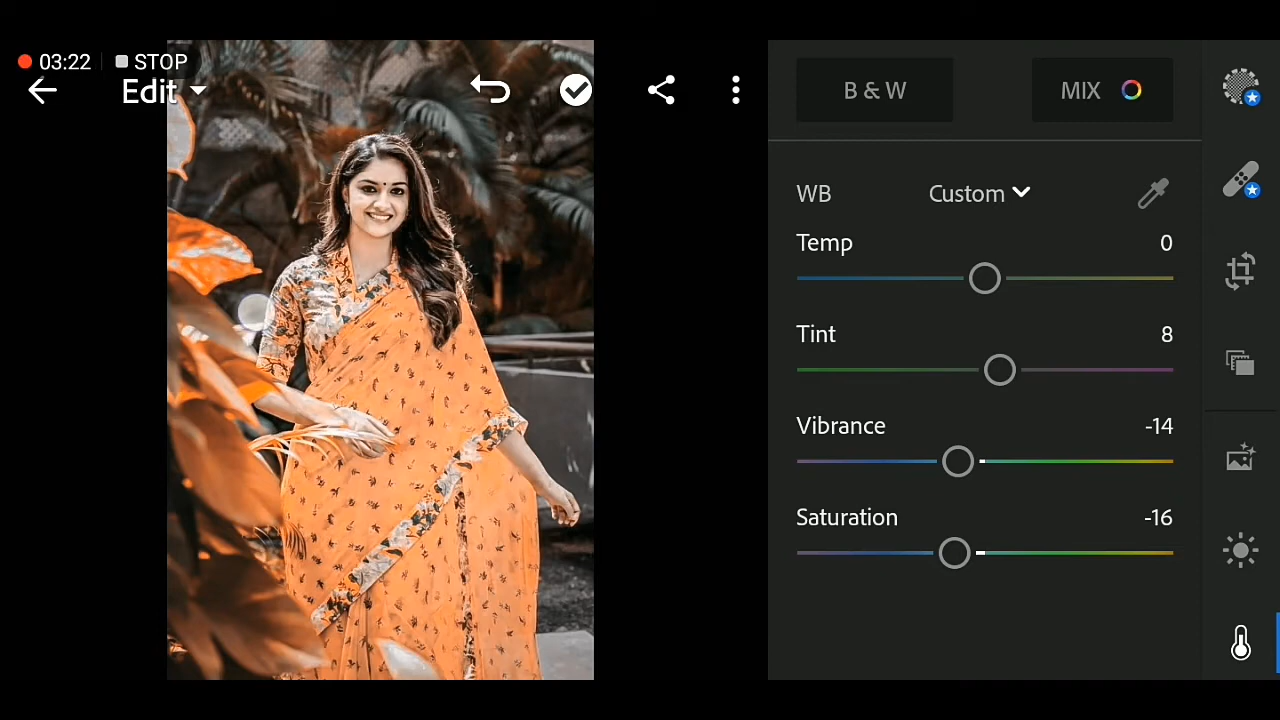 03:22 STOP
Edit
B & W MIX
WB Custom
Temp 0
Tint 8
Vibrance -14
Saturation -16